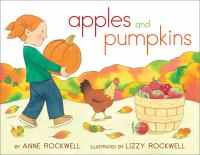 apples and
pumpkins
BY ANNE ROCKWELL ILLUSTRATED BY LIZZY ROCKWELL